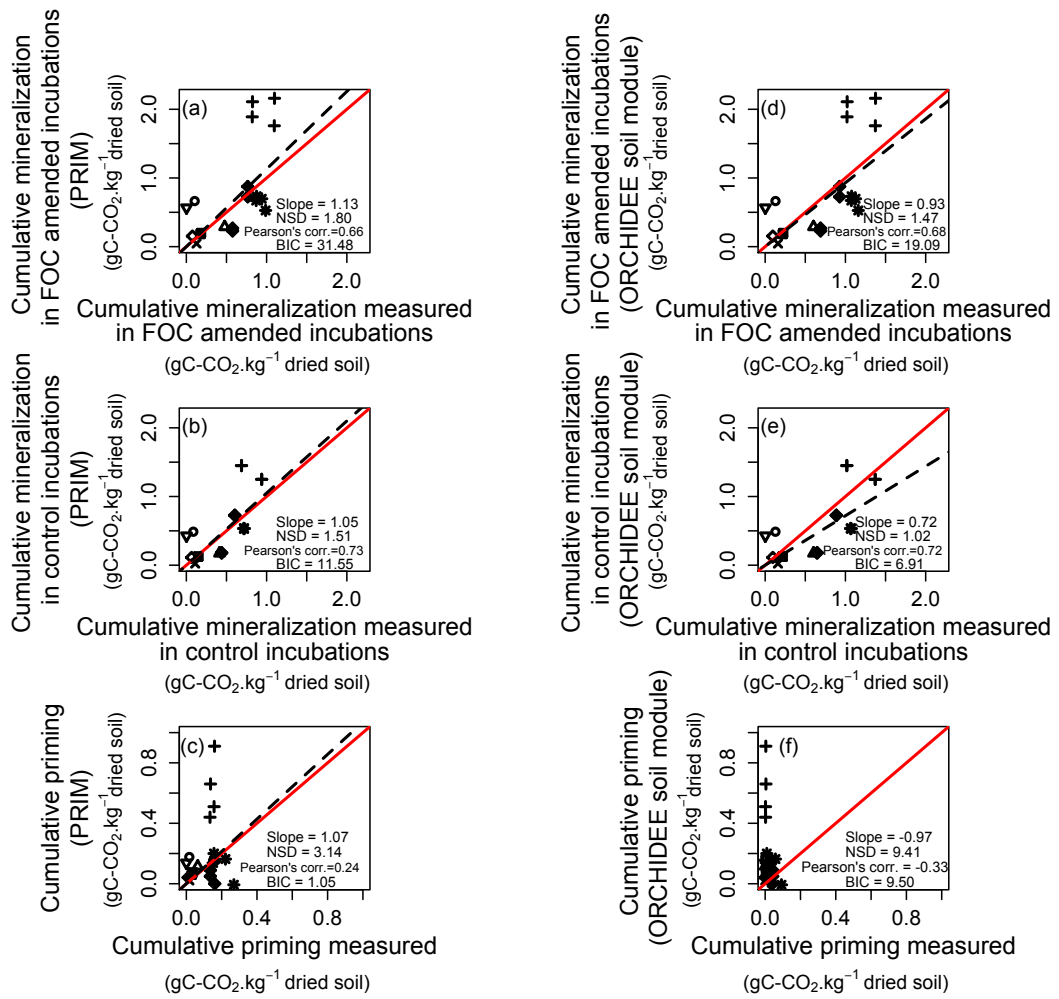 Cumulative mineralization
in FOC amended incubations
(PRIM)
(gC-CO₂.kg⁻¹dried soil)
0.0 1.0 2.0
(a)
Slope = 1.13
NSD = 1.80
Pearson's corr.=0.66
BIC = 31.48
0.0 1.0 2.0
Cumulative mineralization measured
in FOC amended incubations
(gC-CO₂.kg⁻¹ dried soil)
Cumulative mineralization
in FOC amended incubations
(ORCHIDEE soil module)
(gC-CO₂.kg⁻¹dried soil)
0.0 1.0 2.0
(d)
Slope = 0.93
NSD = 1.47
Pearson's corr.=0.68
BIC = 19.09
0.0 1.0 2.0
Cumulative mineralization measured
in FOC amended incubations
(gC-CO₂.kg⁻¹ dried soil)
Cumulative mineralization
in control incubations
(PRIM)
(gC-CO₂.kg⁻¹dried soil)
0.0 1.0 2.0
(b)
Slope = 1.05
NSD = 1.51
Pearson's corr.=0.73
BIC = 11.55
0.0 1.0 2.0
Cumulative mineralization measured
in control incubations
(gC-CO₂.kg⁻¹ dried soil)
Cumulative mineralization
in control incubations
(ORCHIDEE soil module)
(gC-CO₂.kg⁻¹dried soil)
0.0 1.0 2.0
(e)
Slope = 0.72
NSD = 1.02
Pearson's corr.=0.72
BIC = 6.91
0.0 1.0 2.0
Cumulative mineralization measured
in control incubations
(gC-CO₂.kg⁻¹ dried soil)
Cumulative priming
(PRIM)
(gC-CO₂.kg⁻¹dried soil)
0.0 0.4 0.8
(c)
Slope = 1.07
NSD = 3.14
Pearson's corr.=0.24
BIC = 1.05
0.0 0.4 0.8
Cumulative priming measured
(gC-CO₂.kg⁻¹ dried soil)
Cumulative priming
(ORCHIDEE soil module)
(gC-CO₂.kg⁻¹dried soil)
0.0 0.4 0.8
(f)
Slope = -0.97
NSD = 9.41
Pearson's corr. = -0.33
BIC = 9.50
0.0 0.4 0.8
Cumulative priming measured
(gC-CO₂.kg⁻¹ dried soil)